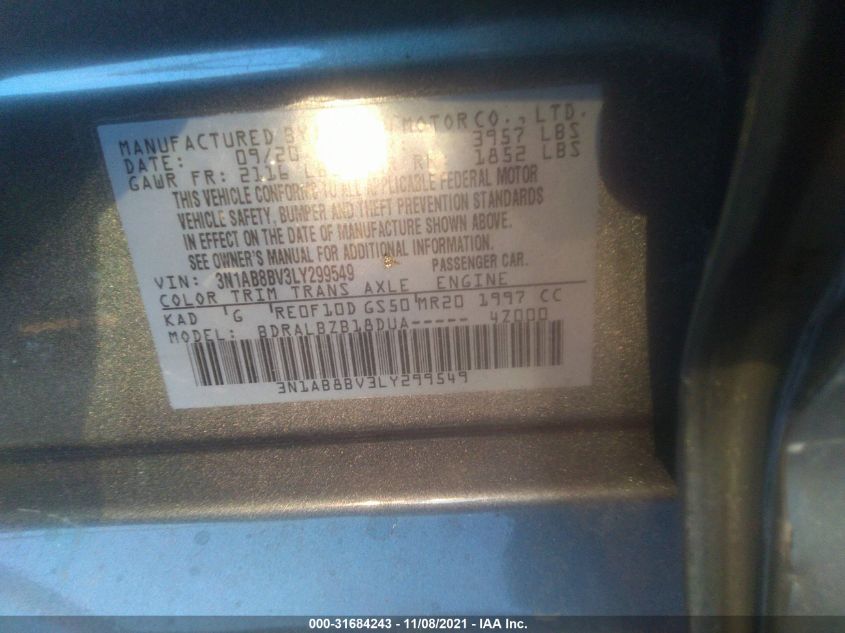 MANUFACTURED BY MOTOR CO., LTD.
DATE: 09/20 3957 LBS
GAWR FR: 2116 RR 1852 LBS
THIS VEHICLE CONFORMS TO ALL APPLICABLE FEDERAL MOTOR
VEHICLE SAFETY, BUMPER AND THEFT PREVENTION STANDARDS
IN EFFECT ON THE DATE OF MANUFACTURE SHOWN ABOVE.
SEE OWNER'S MANUAL FOR ADDITIONAL INFORMATION.
VIN: 3N1AB8BV3LY299549 PASSENGER CAR.
COLOR TRIM TRANS AXLE ENGINE
KAD G RE0F10D GS50 MR20 1997 CC
MODEL: BDRALBZB18DUA----- 4Z000
3N1AB8BV3LY299549
000-31684243 - 11/08/2021 - IAA Inc.